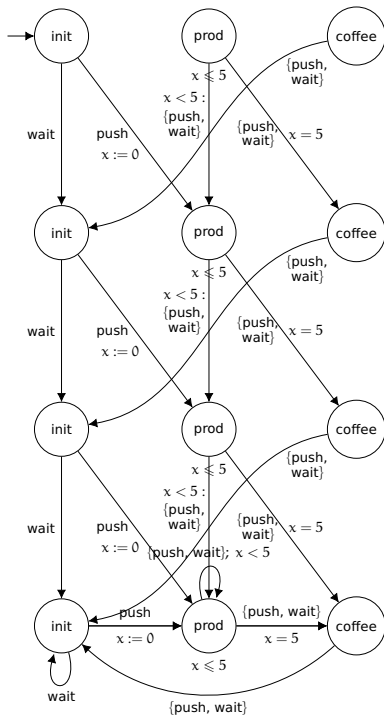 init
prod
coffee
x ⩽ 5
{push,
wait}
x < 5 :
{push,
wait}
wait
push
x := 0
{push,
wait}
x = 5
init
prod
coffee
x ⩽ 5
{push,
wait}
x < 5 :
{push,
wait}
wait
push
x := 0
{push,
wait}
x = 5
init
prod
coffee
x ⩽ 5
{push,
wait}
x < 5 :
{push,
wait}
wait
push
x := 0
{push,
wait}
x = 5
{push, wait}; x < 5
init
push
x := 0
prod
{push, wait}
x = 5
coffee
x ⩽ 5
wait
{push, wait}